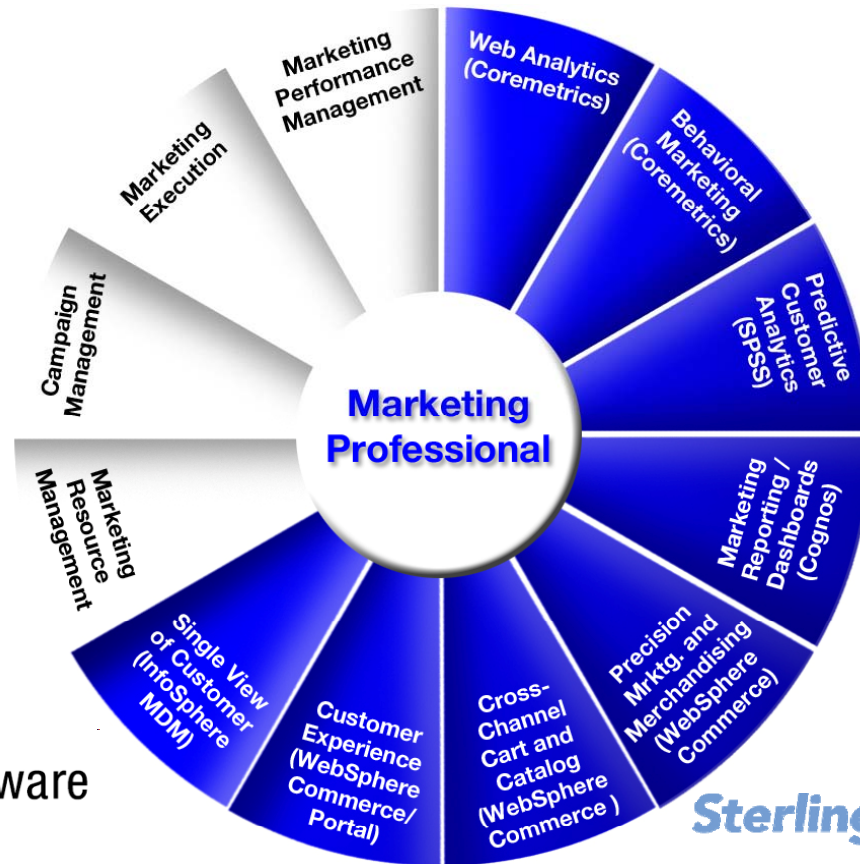 Marketing
Performance
Management
Web Analytics
(Coremetrics)
Behavioral
Marketing
(Coremetrics)
Predictive
Customer
Analytics
(SPSS)
Marketing
Reporting /
Dashboards
(Cognos)
Precision
Mrktg. and
Merchandising
(WebSphere
Commerce)
Cross-
Channel
Cart and
Catalog
(WebSphere
Commerce )
Customer
Experience
(WebSphere
Commerce/
Portal)
Single View
of Customer
(InfoSphere
MDM)
Marketing
Resource
Management
Campaign
Management
Marketing
Execution
Marketing
Professional
ware
Sterling